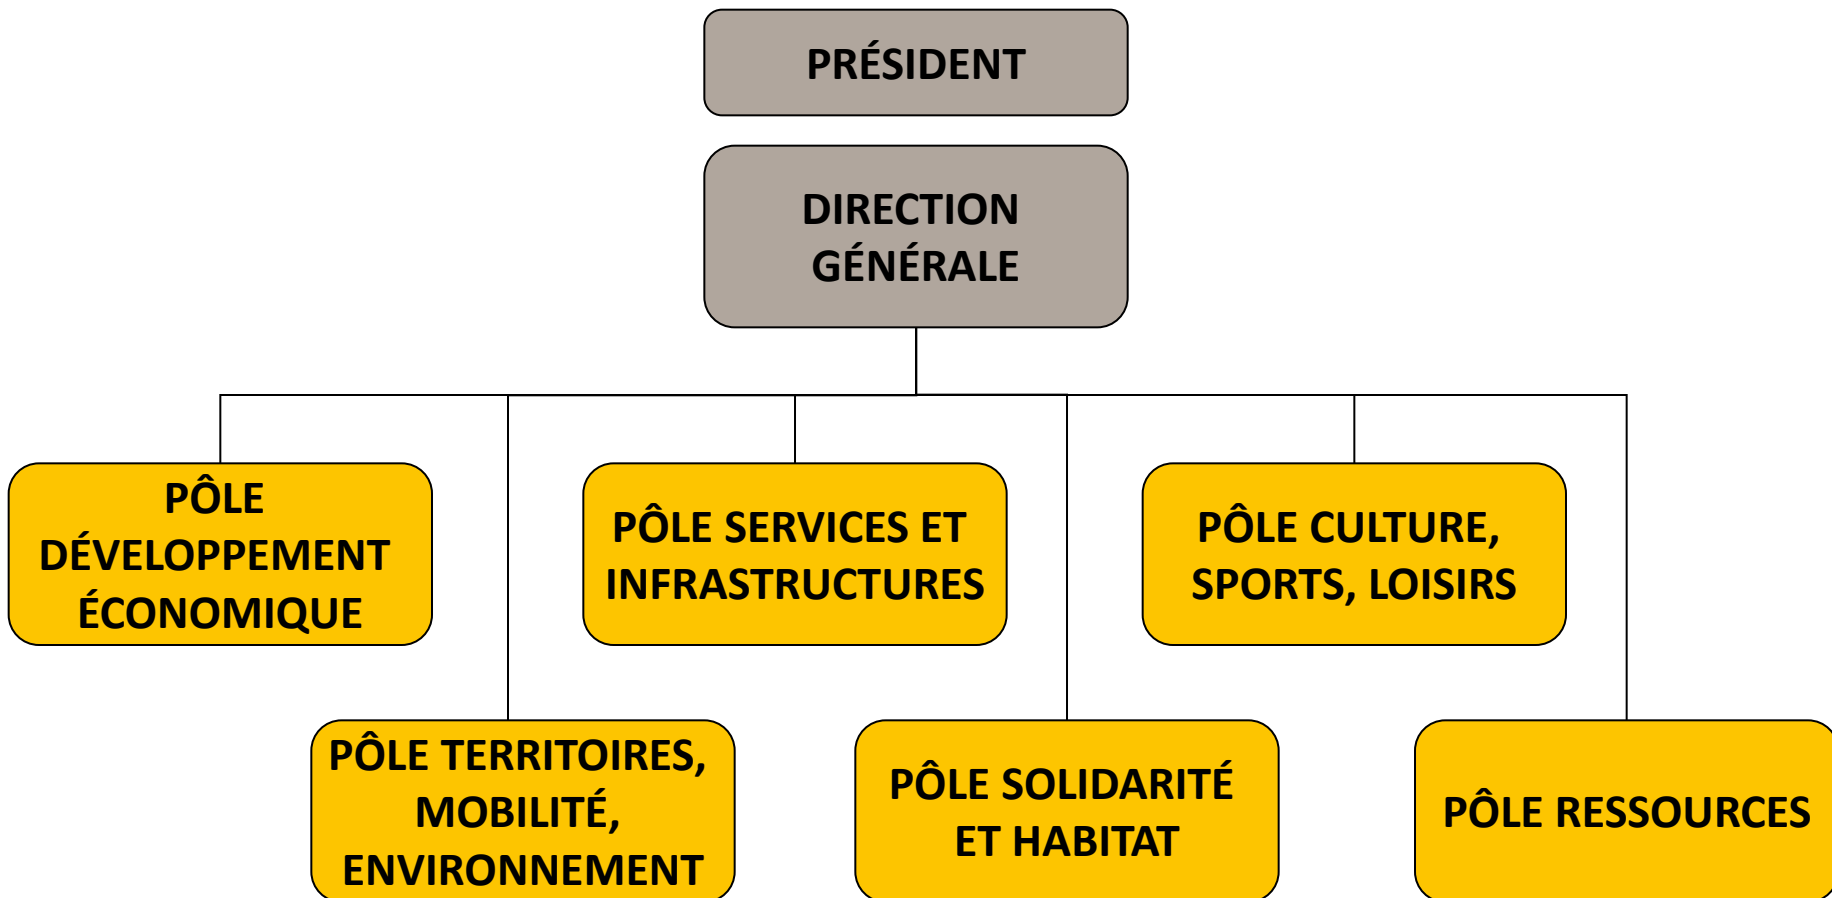 PRÉSIDENT
DIRECTION
GÉNÉRALE
PÔLE
DÉVELOPPEMENT
ÉCONOMIQUE
PÔLE SERVICES ET
INFRASTRUCTURES
PÔLE CULTURE,
SPORTS, LOISIRS
PÔLE TERRITOIRES,
MOBILITÉ,
ENVIRONNEMENT
PÔLE SOLIDARITÉ
ET HABITAT
PÔLE RESSOURCES